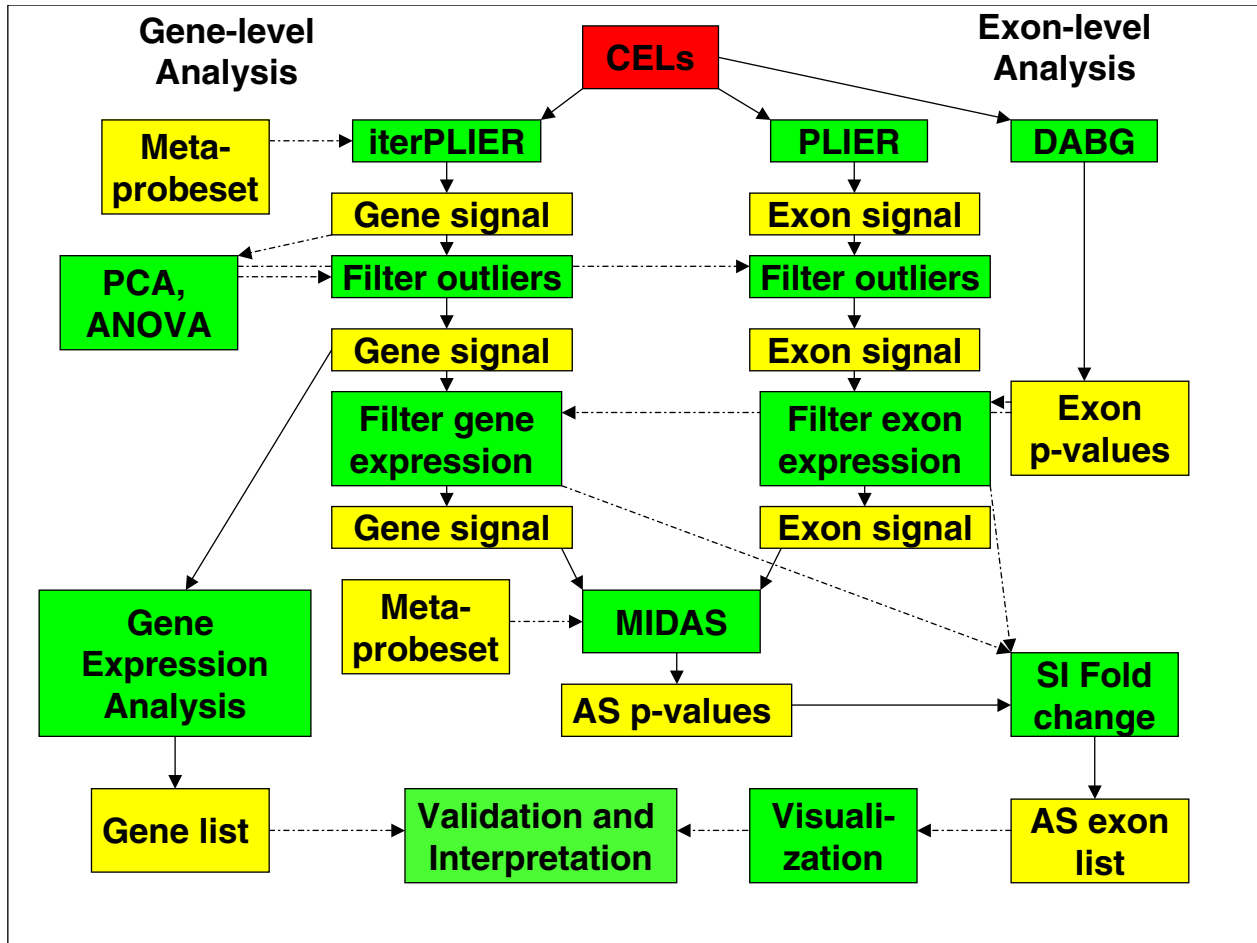 Gene-level
Analysis
CELs
Exon-level
Analysis
Meta-
probeset
iterPLIER
PLIER
DABG
Gene signal
Exon signal
PCA,
ANOVA
Filter outliers
Filter outliers
Gene signal
Exon signal
Filter gene
expression
Filter exon
expression
Exon
p-values
Gene signal
Exon signal
Gene
Expression
Analysis
Meta-
probeset
MIDAS
SI Fold
change
AS p-values
Gene list
Validation and
Interpretation
Visuali-
zation
AS exon
list